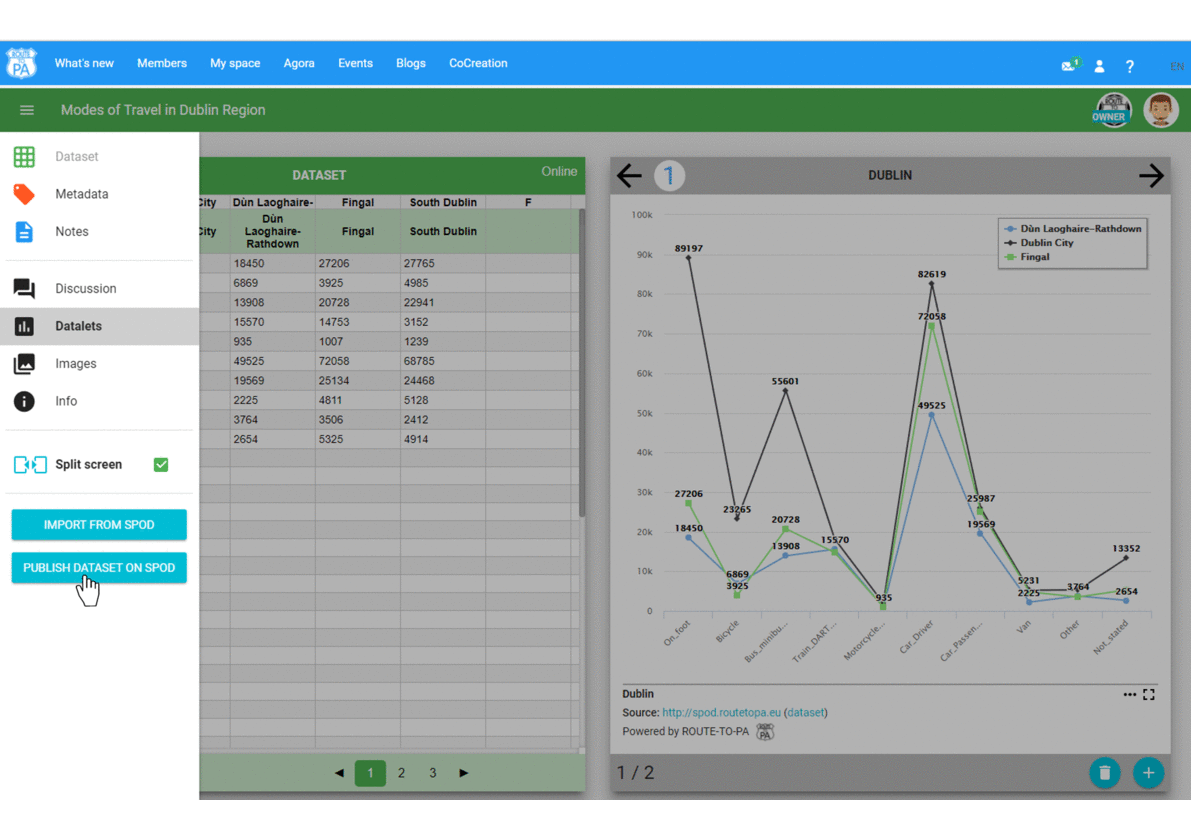 ROUTE
TO
PA
What's new Members My space Agora Events Blogs CoCreation
1
?
EN
Modes of Travel in Dublin Region
ROUTE
OWNER
Dataset
Metadata
Notes
Discussion
Datalets
Images
Info
Split screen
IMPORT FROM SPOD
PUBLISH DATASET ON SPOD
DATASET Online
City Dùn Laoghaire- Fingal South Dublin F
City Dùn Laoghaire-Rathdown Fingal South Dublin
18450 27206 27765
6869 3925 4985
13908 20728 22941
15570 14753 3152
935 1007 1239
49525 72058 68785
19569 25134 24468
2225 4811 5128
3764 3506 2412
2654 5325 4914
◄ 1 2 3 ►
1 DUBLIN
Dùn Laoghaire-Rathdown
Dublin City
Fingal
100k
90k
80k
70k
60k
50k
40k
30k
20k
10k
0
89197
27206
18450
23265
6869
3925
55601
20728
13908
15570
935
82619
72058
49525
25987
19569
5231
2225
3764
13352
2654
On_foot
Bicycle
Bus_minibu...
Train_DART...
Motorcycle...
Car_Driver
Car_Passen...
Van
Other
Not_stated
Dublin
Source: http://spod.routetopa.eu (dataset)
Powered by ROUTE-TO-PA
PA
1 / 2